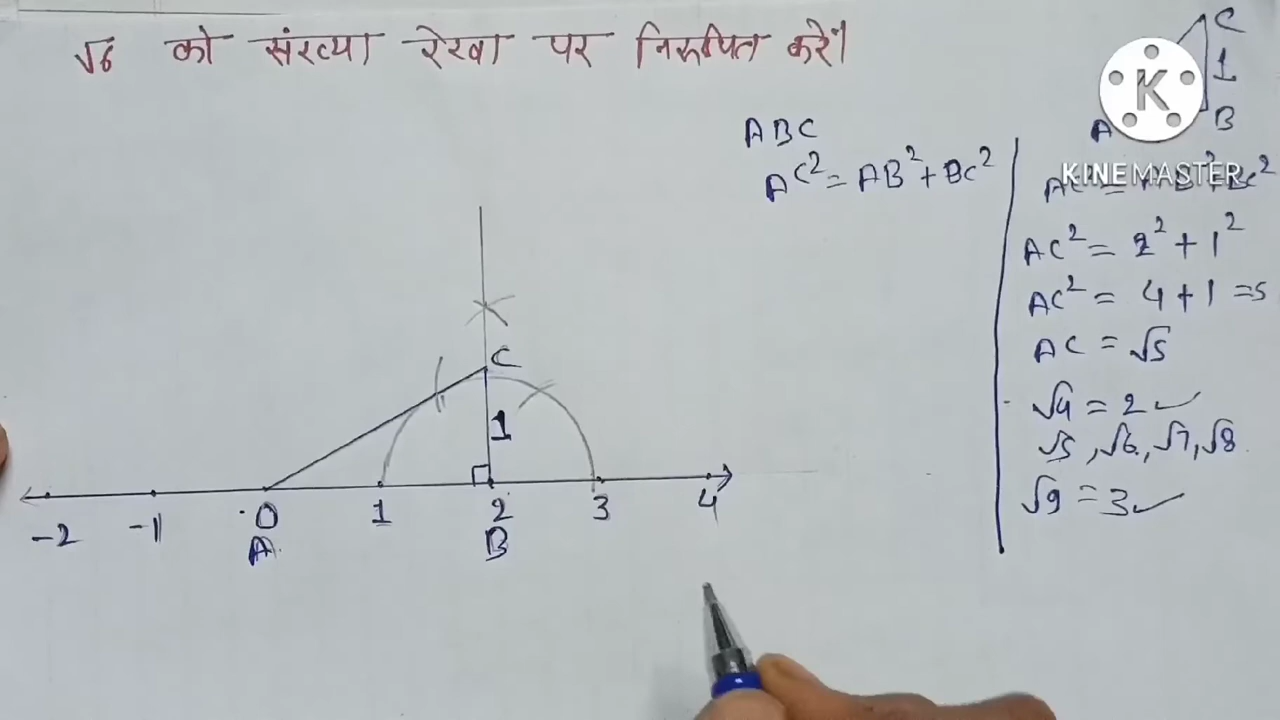 √6 को संख्या रेखा पर निरूपित करें।
C
1
A B
K
KINEMASTER
ABC
AC² = AB² + BC²
AC² = 2² + 1²
AC² = 4 + 1 = 5
AC = √5
√4 = 2 ✓
√5, √6, √7, √8
√9 = 3 ✓
C
1
-2 -1 0 1 2 3 4
A B